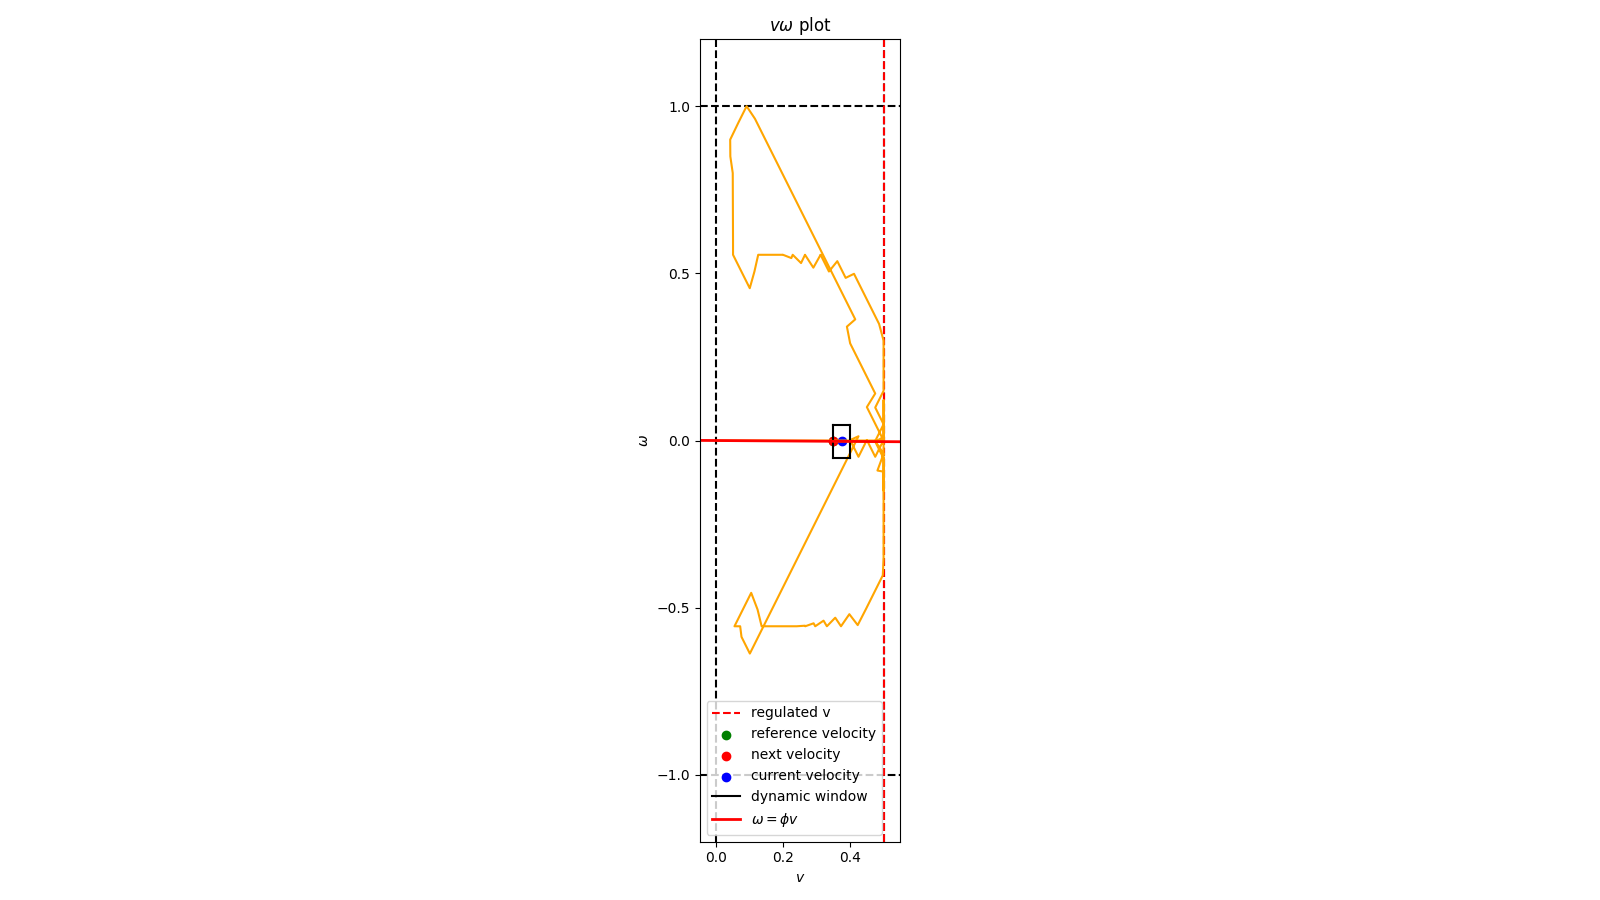 vω plot
1.0
0.5
0.0
−0.5
−1.0
ω
regulated v
reference velocity
next velocity
current velocity
dynamic window
ω = ϕv
0.0 0.2 0.4
v